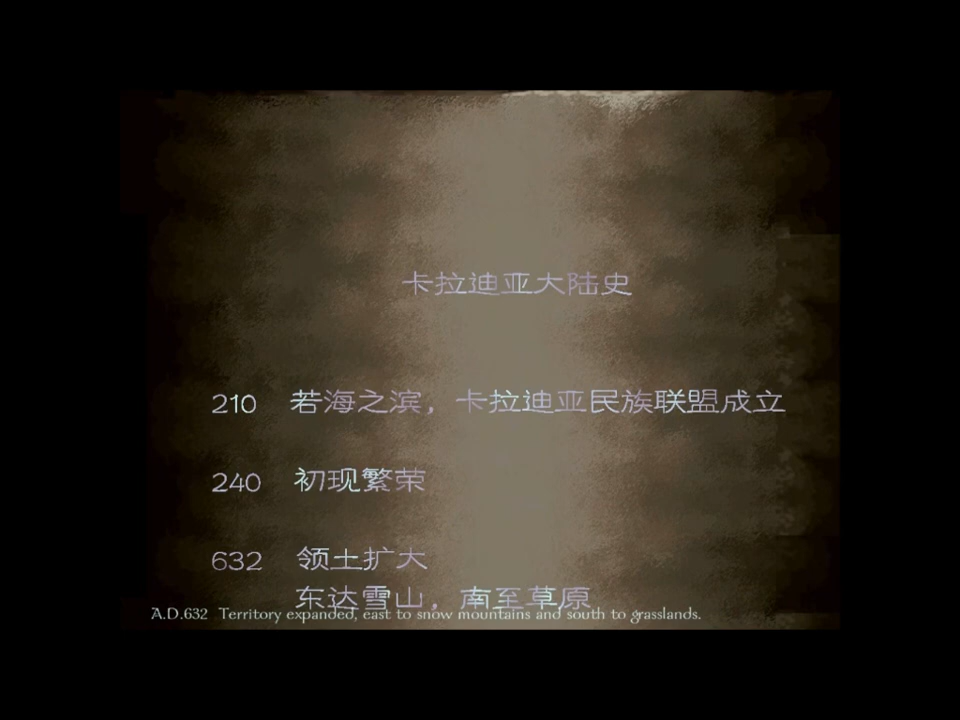 卡拉迪亚大陆史
210 若海之滨，卡拉迪亚民族联盟成立
240 初现繁荣
632 领土扩大
东达雪山，南至草原
A.D.632 Territory expanded, east to snow mountains and south to grasslands.